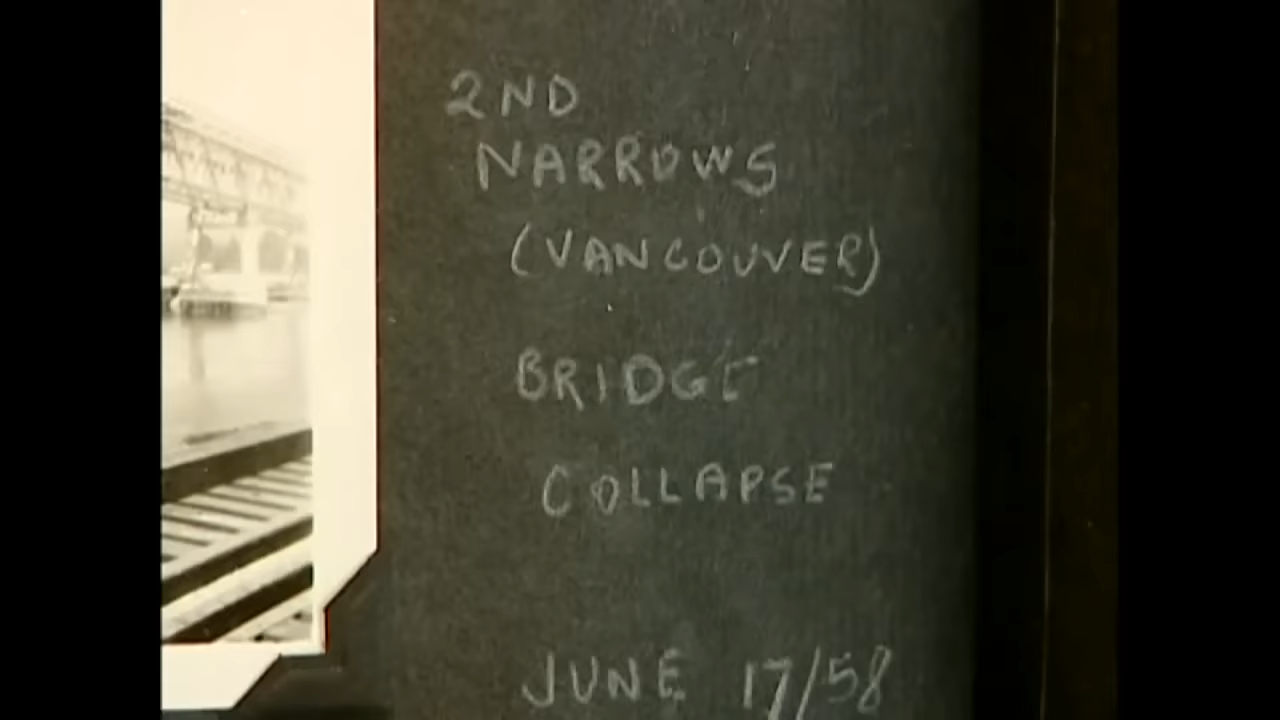 2ND
NARROWS
(VANCOUVER)
BRIDGE
COLLAPSE
JUNE 17/58